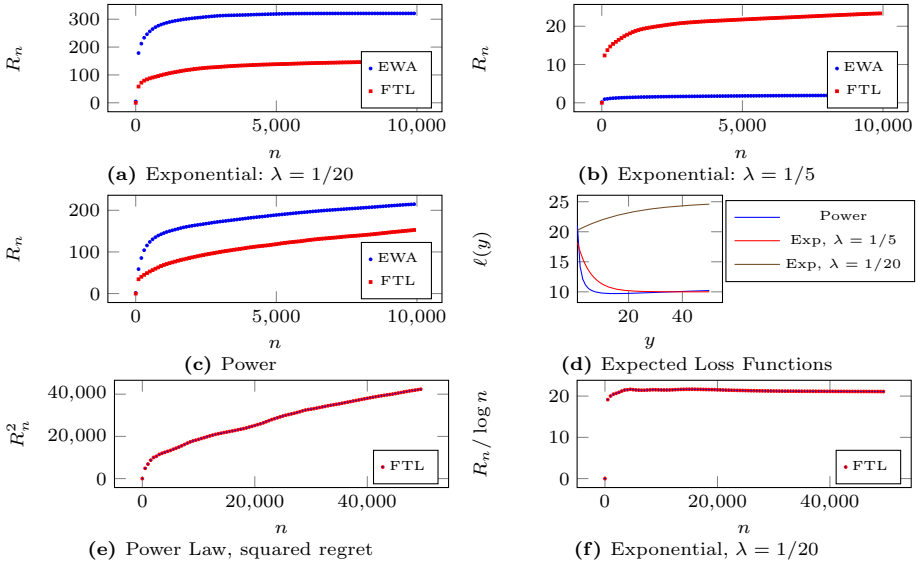 300
200
100
0
R_n
0
5,000
10,000
n
EWA
FTL
(a) Exponential: λ = 1/20
20
10
0
R_n
0
5,000
10,000
n
EWA
FTL
(b) Exponential: λ = 1/5
200
100
0
R_n
0
5,000
10,000
n
EWA
FTL
(c) Power
25
20
15
10
ℓ(y)
20
40
y
Power
Exp, λ = 1/5
Exp, λ = 1/20
(d) Expected Loss Functions
40,000
20,000
0
R_n^2
0
20,000
40,000
n
FTL
(e) Power Law, squared regret
20
10
0
R_n / log n
0
20,000
40,000
n
FTL
(f) Exponential, λ = 1/20